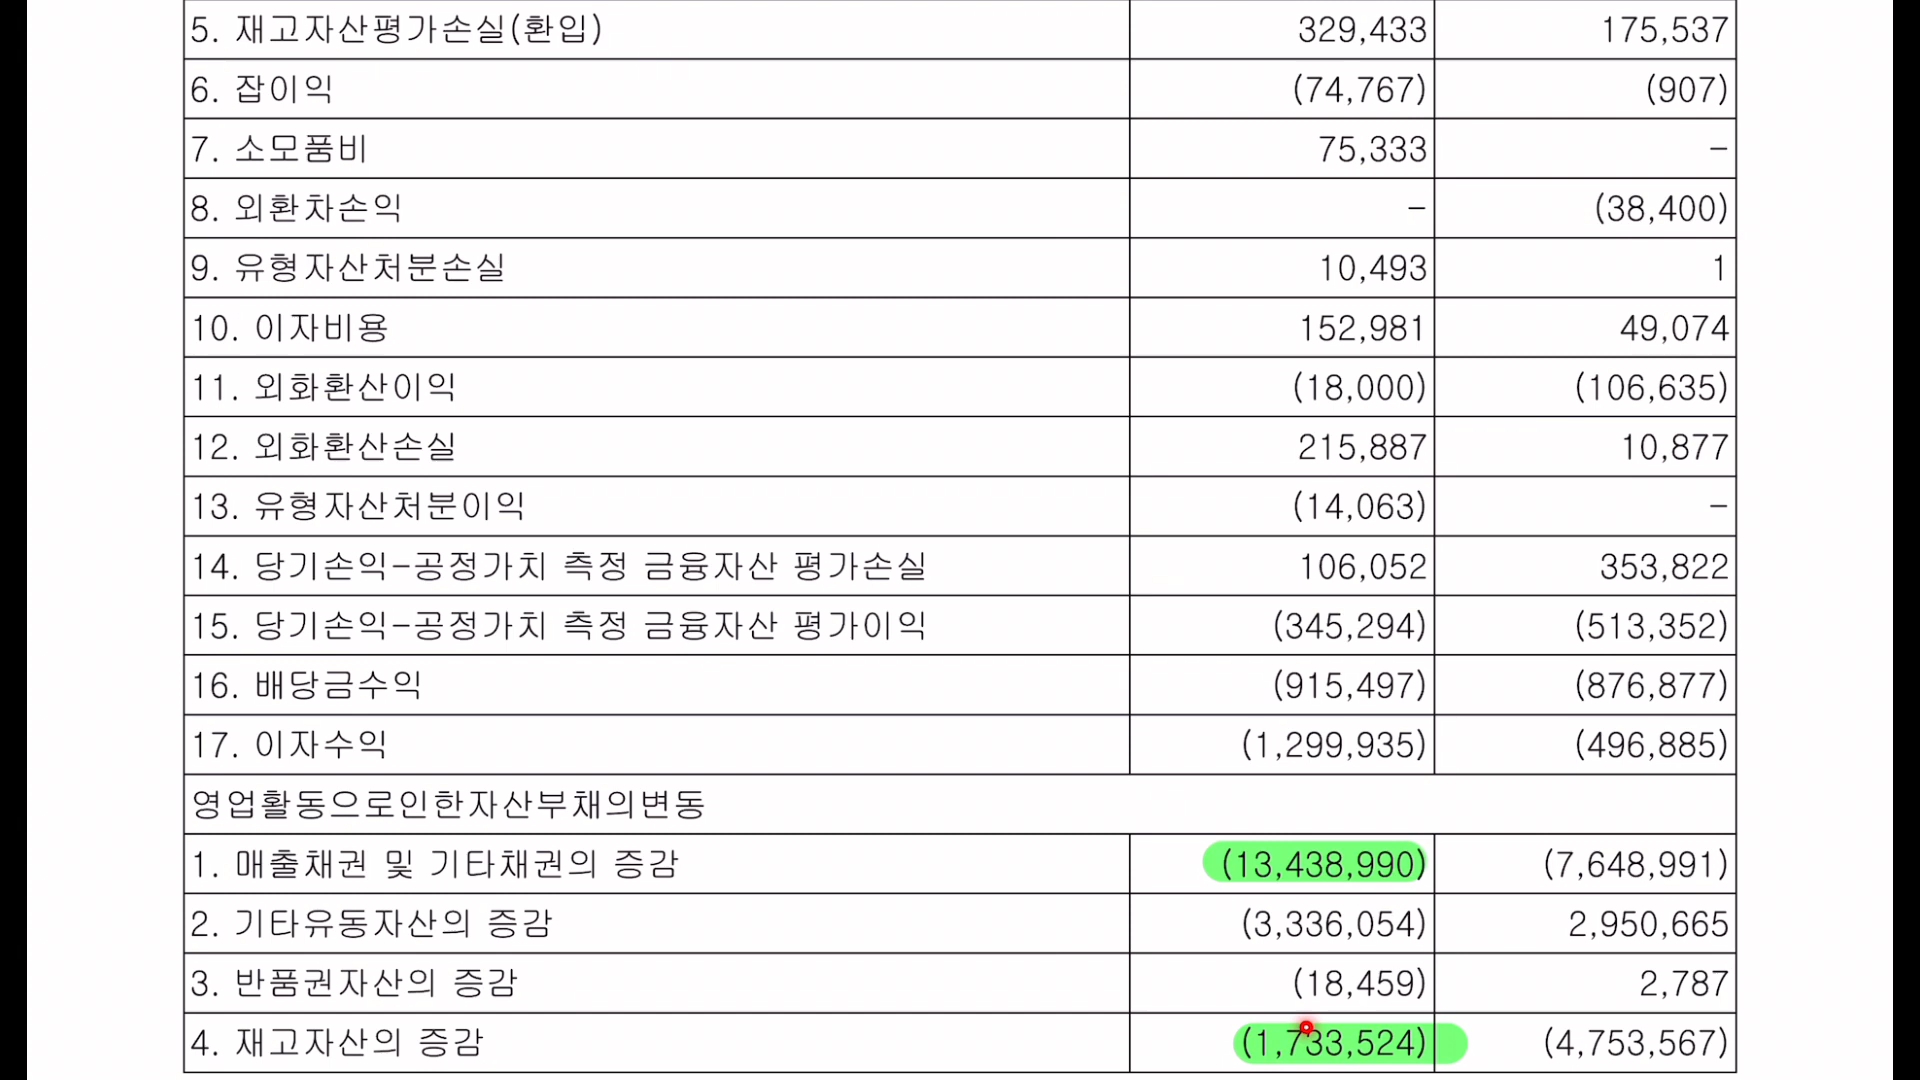 5. 재고자산평가손실(환입) 329,433 175,537
6. 잡이익 (74,767) (907)
7. 소모품비 75,333 –
8. 외환차손익 – (38,400)
9. 유형자산처분손실 10,493 1
10. 이자비용 152,981 49,074
11. 외화환산이익 (18,000) (106,635)
12. 외화환산손실 215,887 10,877
13. 유형자산처분이익 (14,063) –
14. 당기손익-공정가치 측정 금융자산 평가손실 106,052 353,822
15. 당기손익-공정가치 측정 금융자산 평가이익 (345,294) (513,352)
16. 배당금수익 (915,497) (876,877)
17. 이자수익 (1,299,935) (496,885)
영업활동으로인한자산부채의변동
1. 매출채권 및 기타채권의 증감 (13,438,990) (7,648,991)
2. 기타유동자산의 증감 (3,336,054) 2,950,665
3. 반품권자산의 증감 (18,459) 2,787
4. 재고자산의 증감 (1,733,524) (4,753,567)